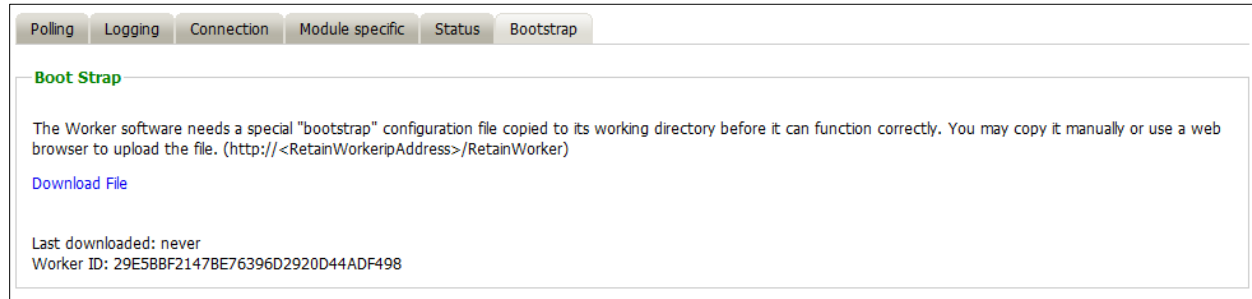 Polling Logging Connection Module specific Status Bootstrap
Boot Strap
The Worker software needs a special "bootstrap" configuration file copied to its working directory before it can function correctly. You may copy it manually or use a web
browser to upload the file. (http://<RetainWorkeripAddress>/RetainWorker)
Download File
Last downloaded: never
Worker ID: 29E5BBF2147BE76396D2920D44ADF498